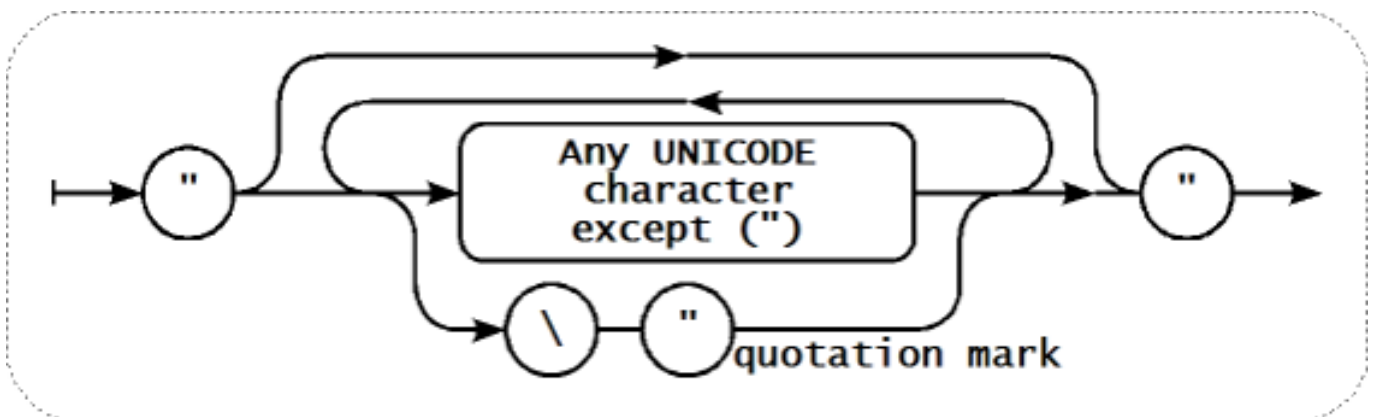 "
Any UNICODE
character
except (")
"
\
"
quotation mark